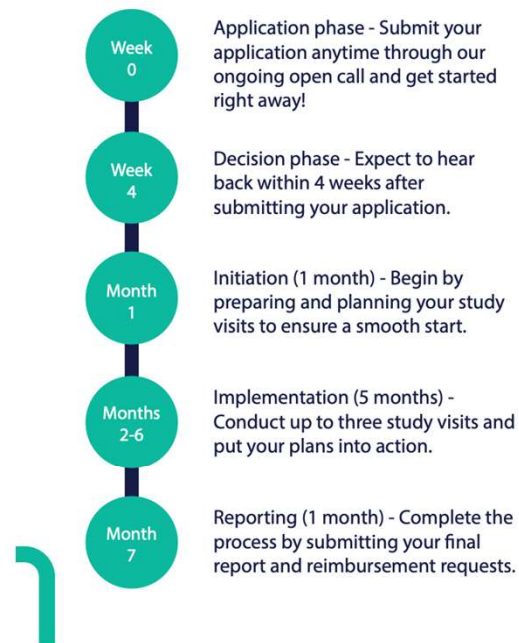 Week
0
Application phase - Submit your
application anytime through our
ongoing open call and get started
right away!
Week
4
Decision phase - Expect to hear
back within 4 weeks after
submitting your application.
Month
1
Initiation (1 month) - Begin by
preparing and planning your study
visits to ensure a smooth start.
Months
2-6
Implementation (5 months) -
Conduct up to three study visits and
put your plans into action.
Month
7
Reporting (1 month) - Complete the
process by submitting your final
report and reimbursement requests.